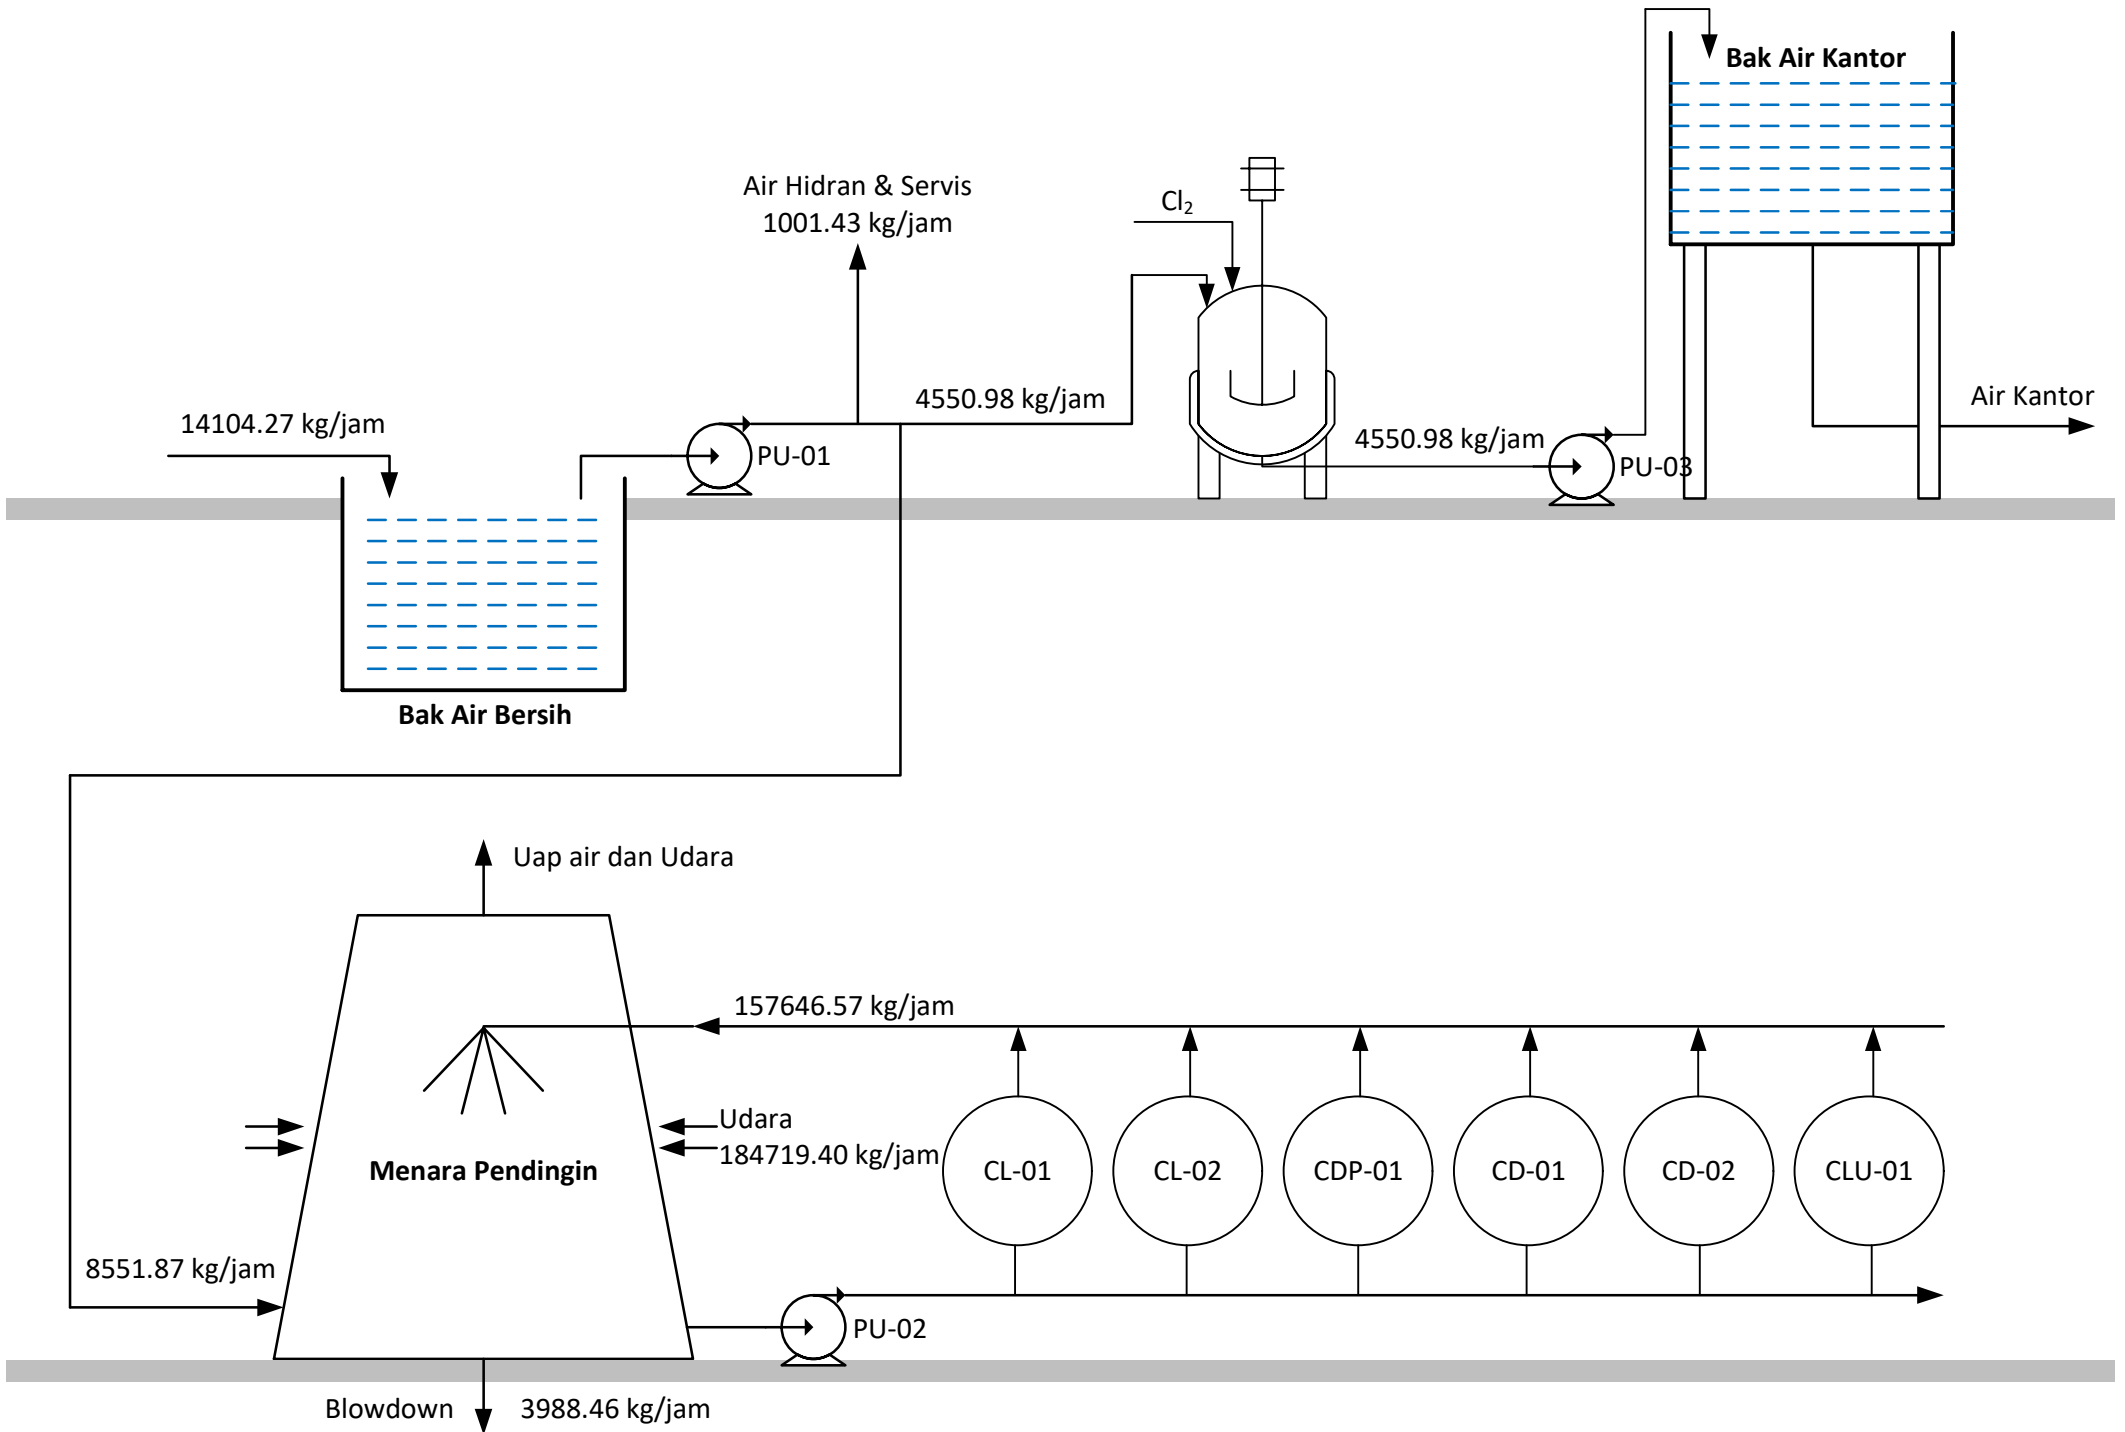 Bak Air Kantor
Air Hidran & Servis
1001.43 kg/jam
Cl₂
4550.98 kg/jam
Air Kantor
14104.27 kg/jam
4550.98 kg/jam
PU-01
PU-03
Bak Air Bersih
Uap air dan Udara
157646.57 kg/jam
Udara
184719.40 kg/jam
Menara Pendingin
CL-01
CL-02
CDP-01
CD-01
CD-02
CLU-01
8551.87 kg/jam
PU-02
Blowdown
3988.46 kg/jam